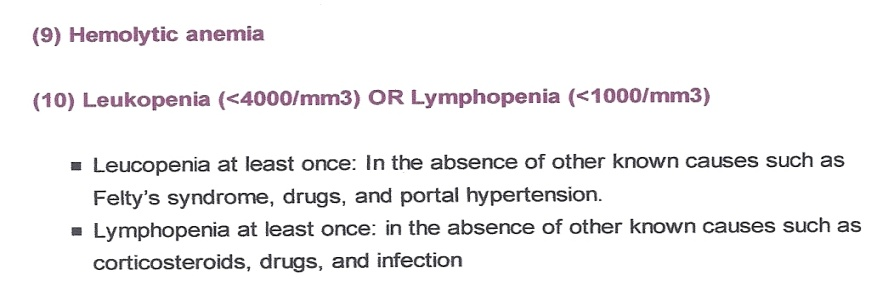 (9) Hemolytic anemia
(10) Leukopenia (<4000/mm3) OR Lymphopenia (<1000/mm3)
▪ Leucopenia at least once: In the absence of other known causes such as
Felty's syndrome, drugs, and portal hypertension.
▪ Lymphopenia at least once: in the absence of other known causes such as
corticosteroids, drugs, and infection